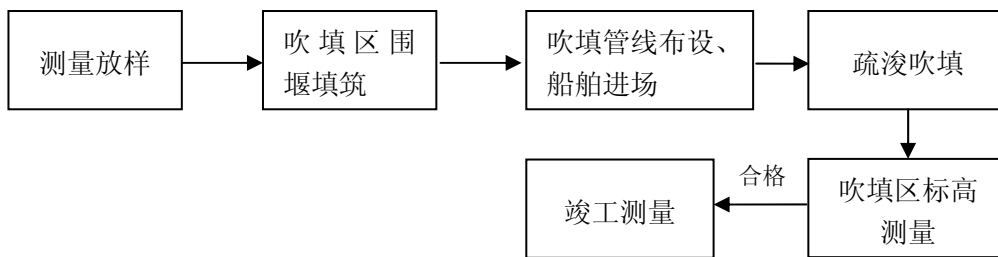 测量放样
吹填区围
堰填筑
吹填管线布设、
船舶进场
疏浚吹填
吹填区标高
测量
合格
竣工测量